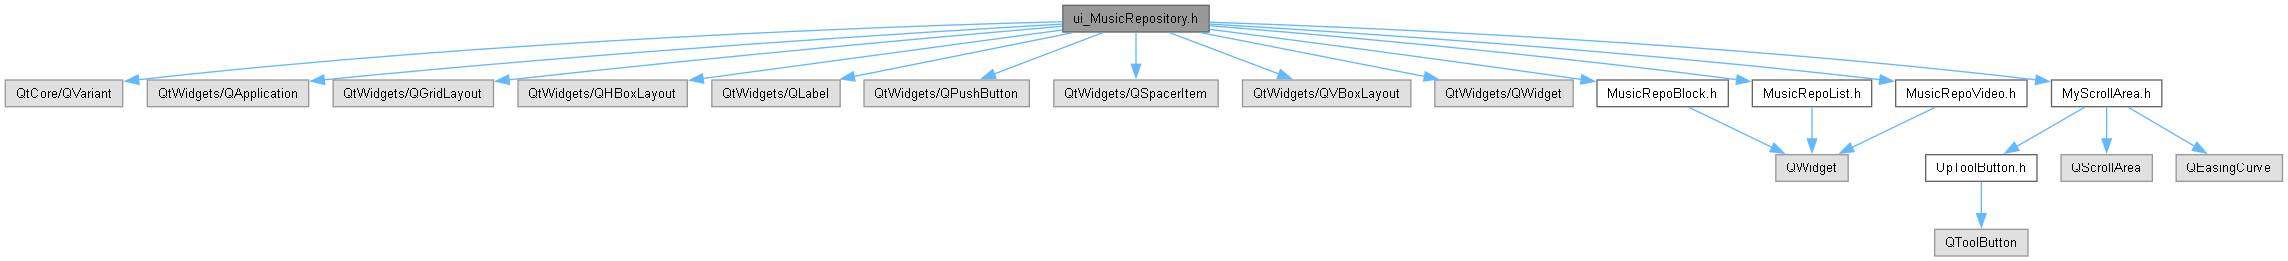 ui_MusicRepository.h
QtCore/QVariant
QtWidgets/QApplication
QtWidgets/QGridLayout
QtWidgets/QHBoxLayout
QtWidgets/QLabel
QtWidgets/QPushButton
QtWidgets/QSpacerItem
QtWidgets/QVBoxLayout
QtWidgets/QWidget
MusicRepoBlock.h
MusicRepoList.h
MusicRepoVideo.h
MyScrollArea.h
QWidget
UpToolButton.h
QScrollArea
QEasingCurve
QToolButton